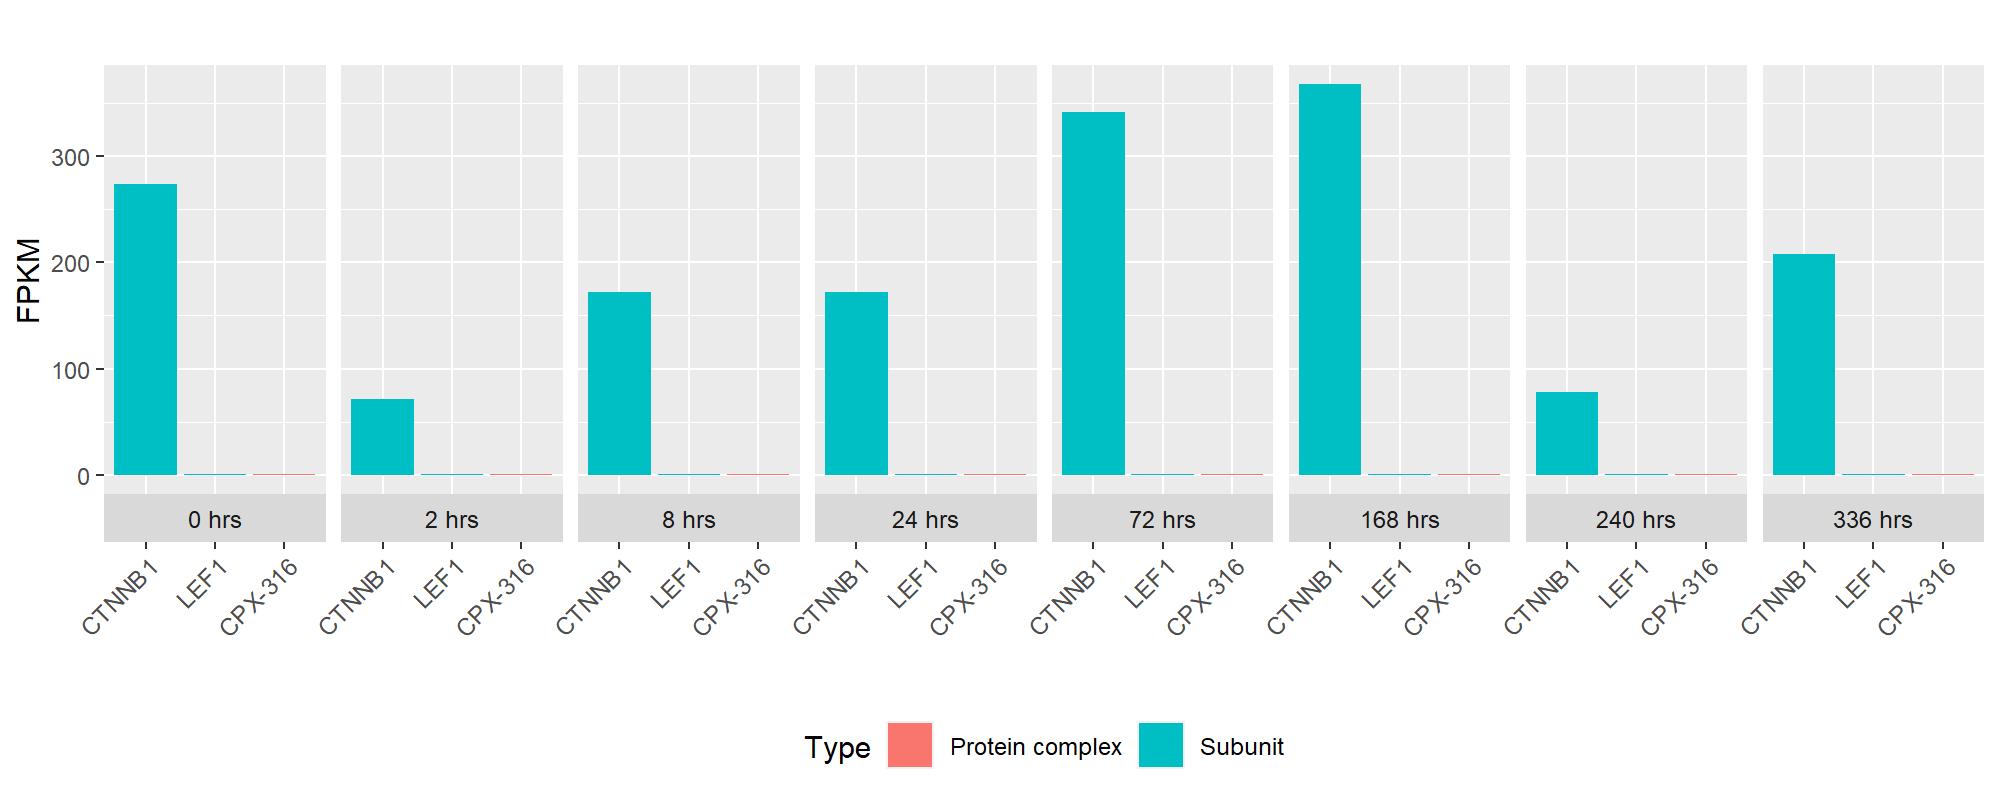 FPKM
300
200
100
0
0 hrs 2 hrs 8 hrs 24 hrs 72 hrs 168 hrs 240 hrs 336 hrs
CTNNB1 LEF1 CPX-316 CTNNB1 LEF1 CPX-316 CTNNB1 LEF1 CPX-316 CTNNB1 LEF1 CPX-316 CTNNB1 LEF1 CPX-316 CTNNB1 LEF1 CPX-316 CTNNB1 LEF1 CPX-316 CTNNB1 LEF1 CPX-316
Type Protein complex Subunit